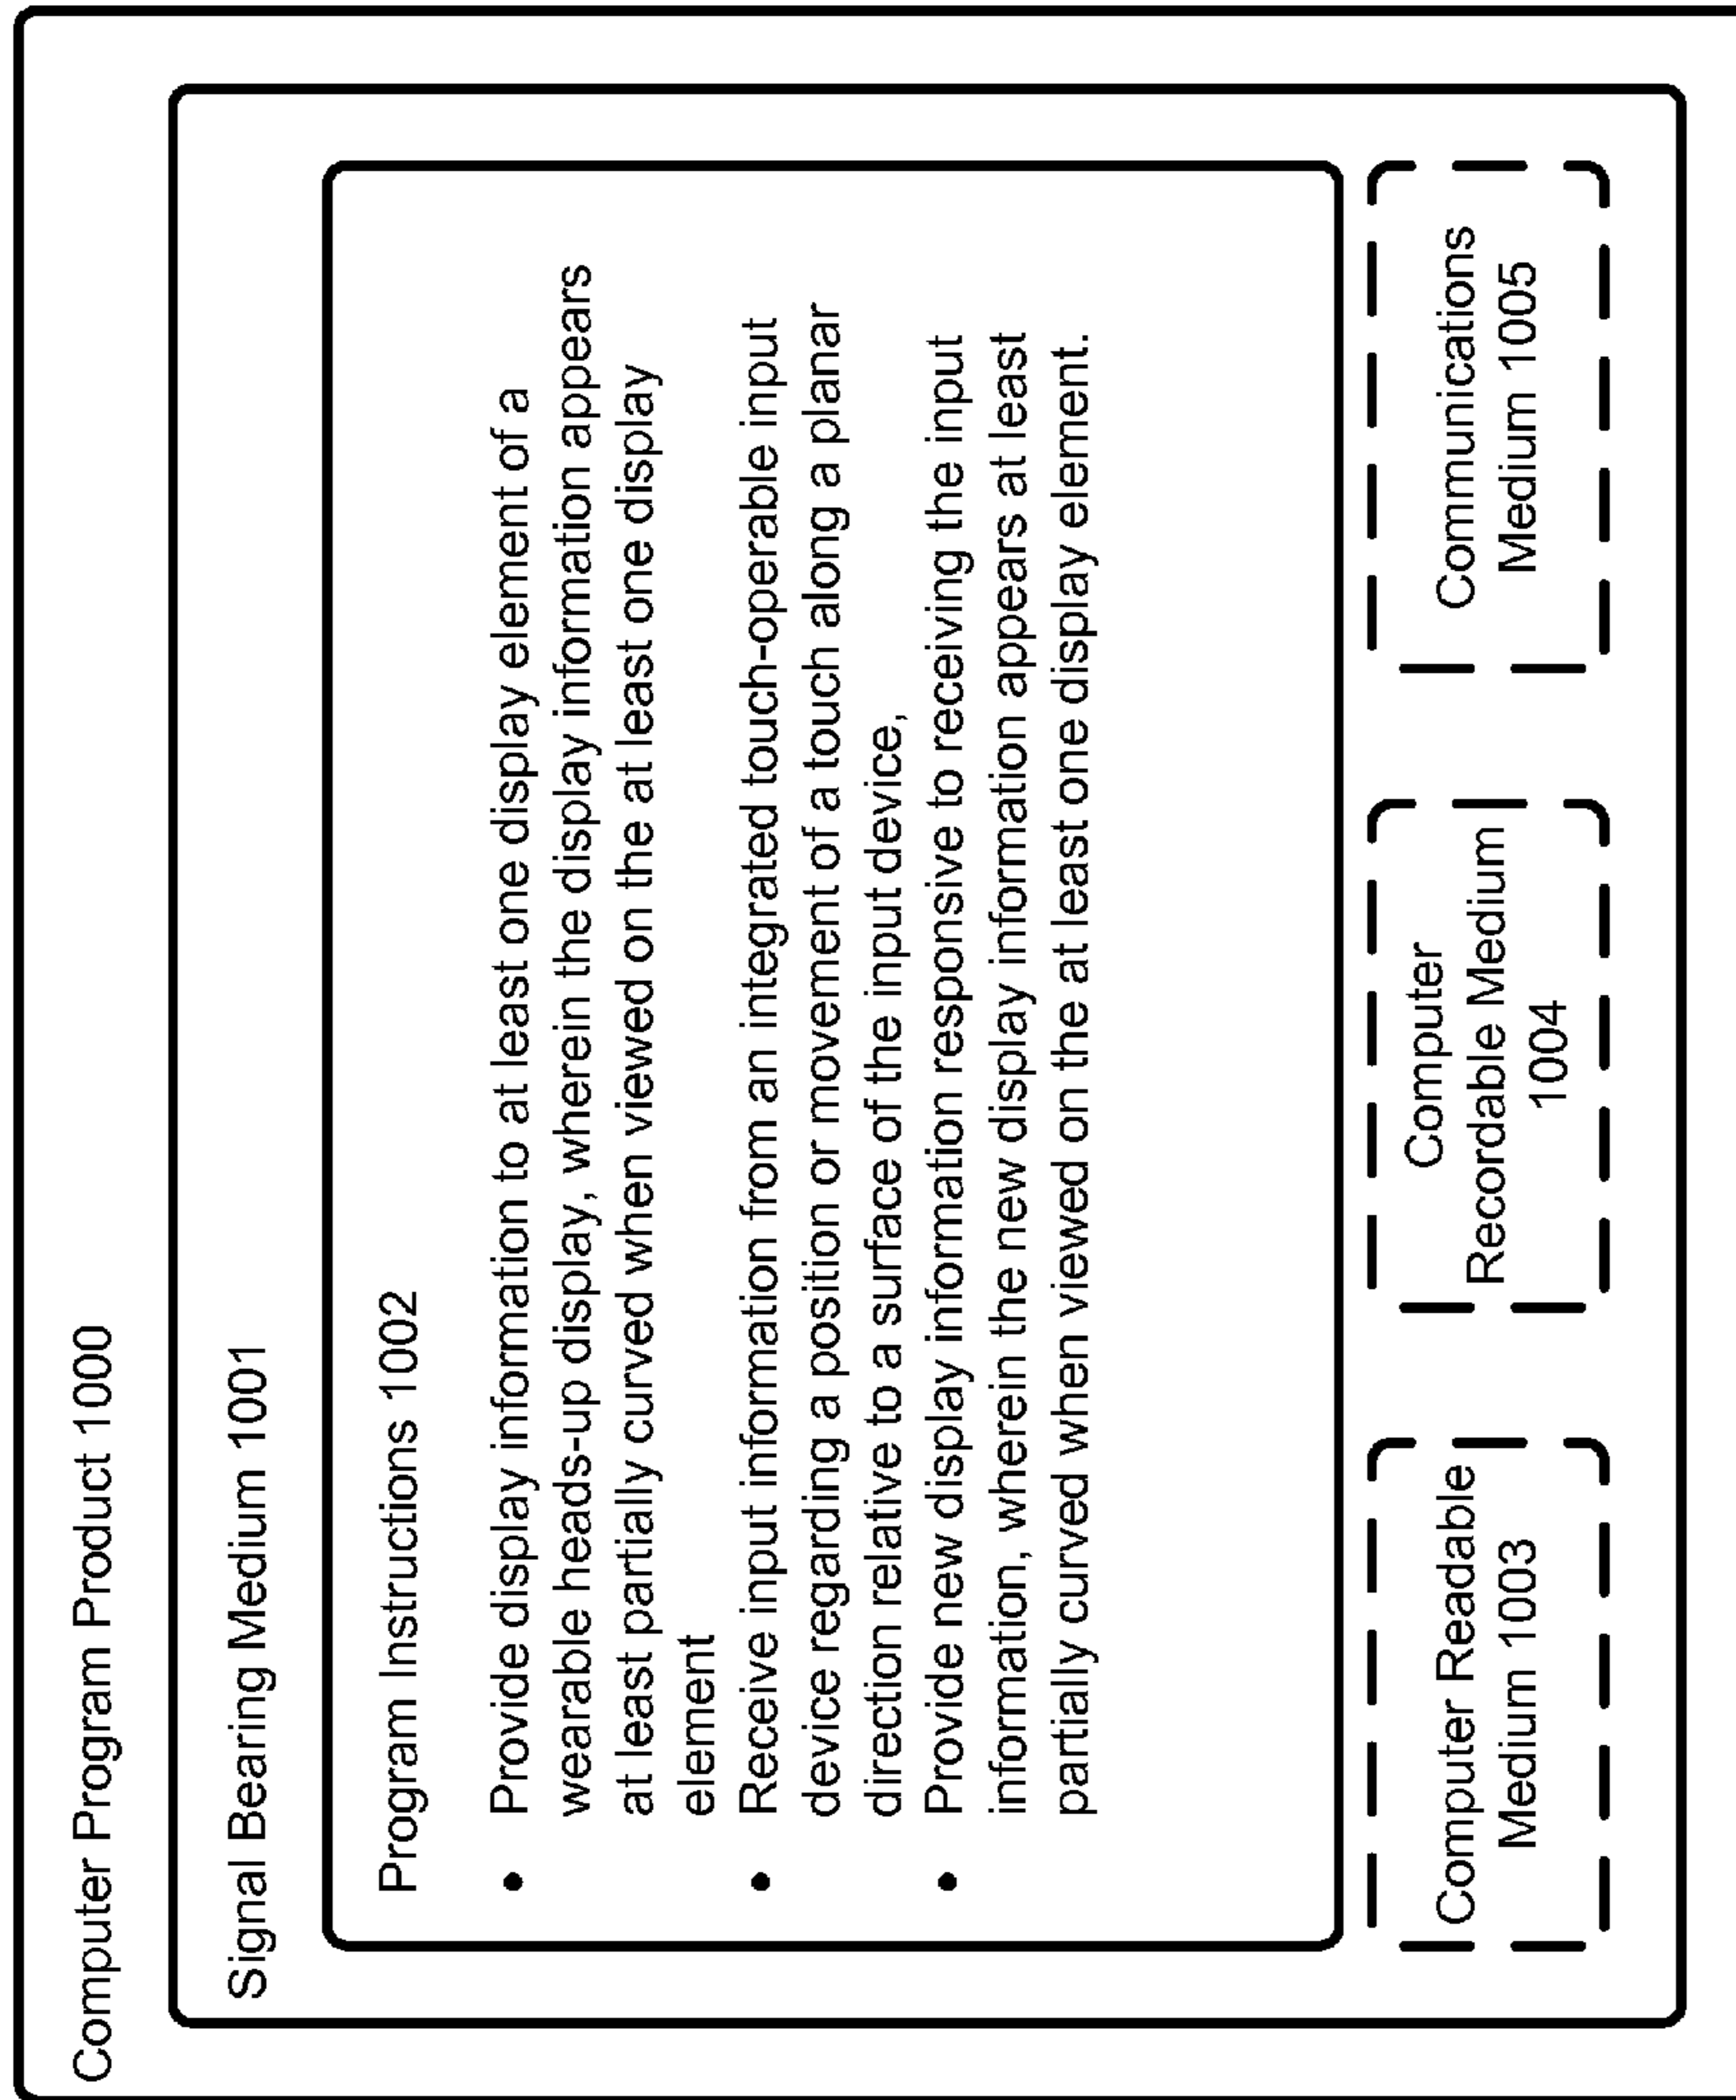 Computer Program Product 1000
Signal Bearing Medium 1001
Program Instructions 1002
• Provide display information to at least one display element of a
wearable heads-up display, wherein the display information appears
at least partially curved when viewed on the at least one display
element
• Receive input information from an integrated touch-operable input
device regarding a position or movement of a touch along a planar
direction relative to a surface of the input device,
• Provide new display information responsive to receiving the input
information, wherein the new display information appears at least
partially curved when viewed on the at least one display element.
Computer Readable
Medium 1003
Computer
Recordable Medium
1004
Communications
Medium 1005